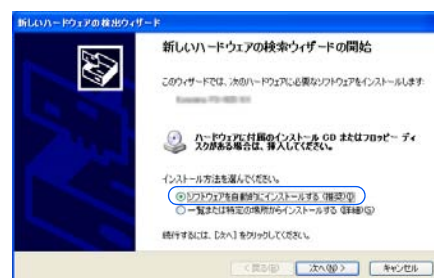 新しいハードウェアの検出ウィザード
新しいハードウェアの検索ウィザードの開始
このウィザードでは、次のハードウェアに必要なソフトウェアをインストールします:
ハードウェアに付属のインストール CD またはフロッピー ディ
スクがある場合は、挿入してください。
インストール方法を選んでください。
ソフトウェアを自動的にインストールする (推奨)(I)
一覧または特定の場所からインストールする (詳細)(S)
続行するには、[次へ] をクリックしてください。
< 戻る(B) 次へ(N) > キャンセル